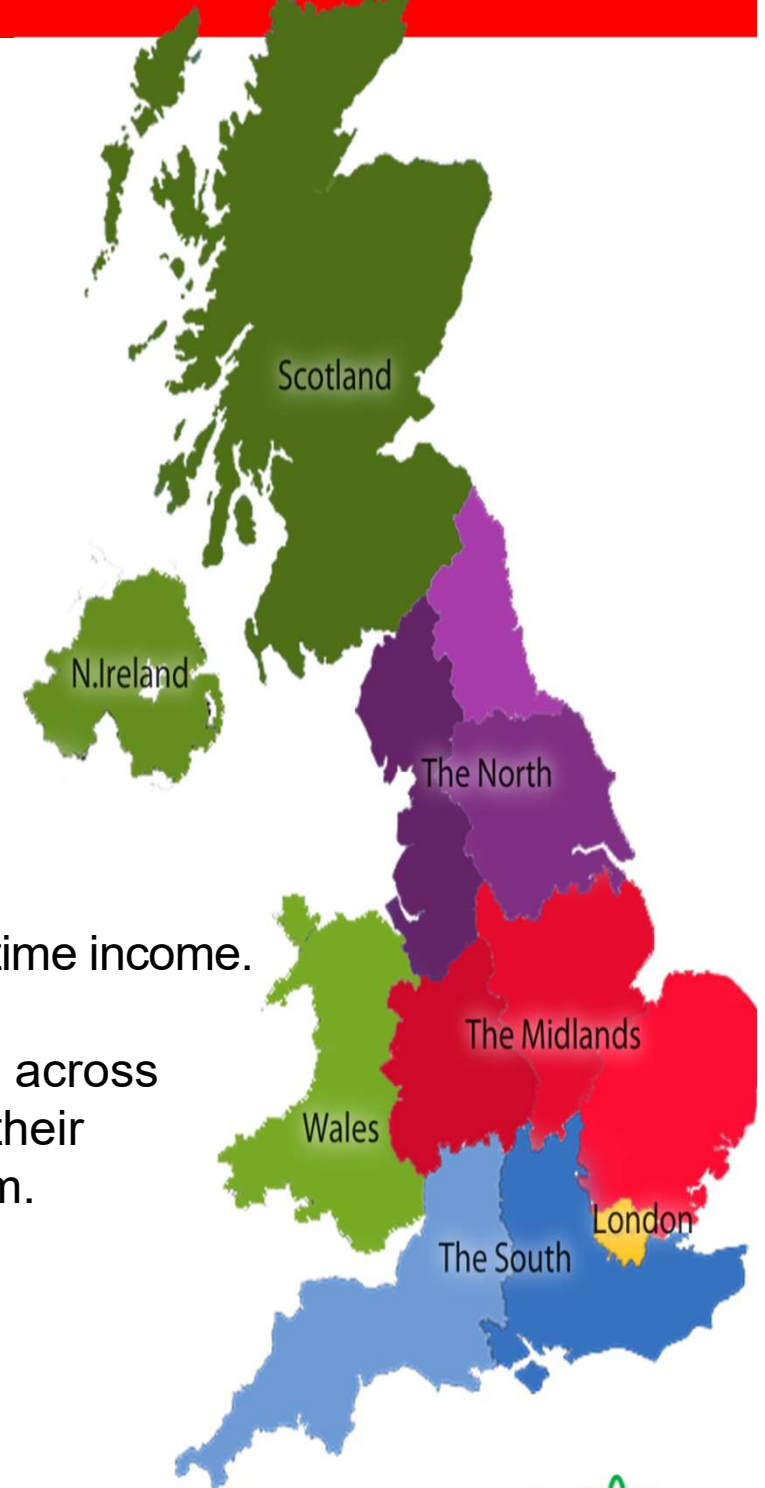 Scotland
N.Ireland
The North
time income.
The Midlands
across
their
Wales
London
The South